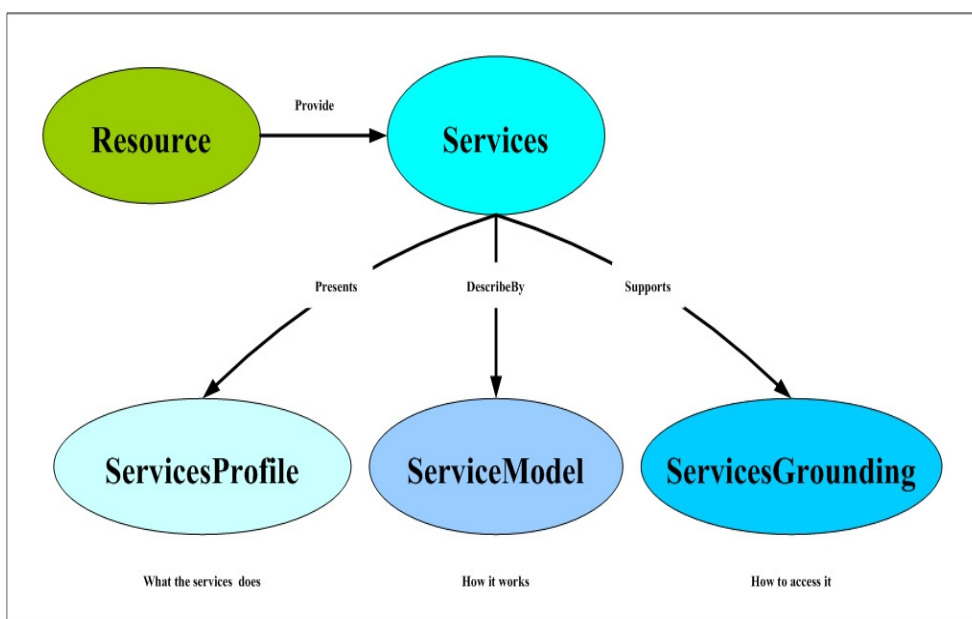 Provide
Resource
Services
Presents
DescribeBy
Supports
ServicesProfile
ServiceModel
ServicesGrounding
What the services does
How it works
How to access it